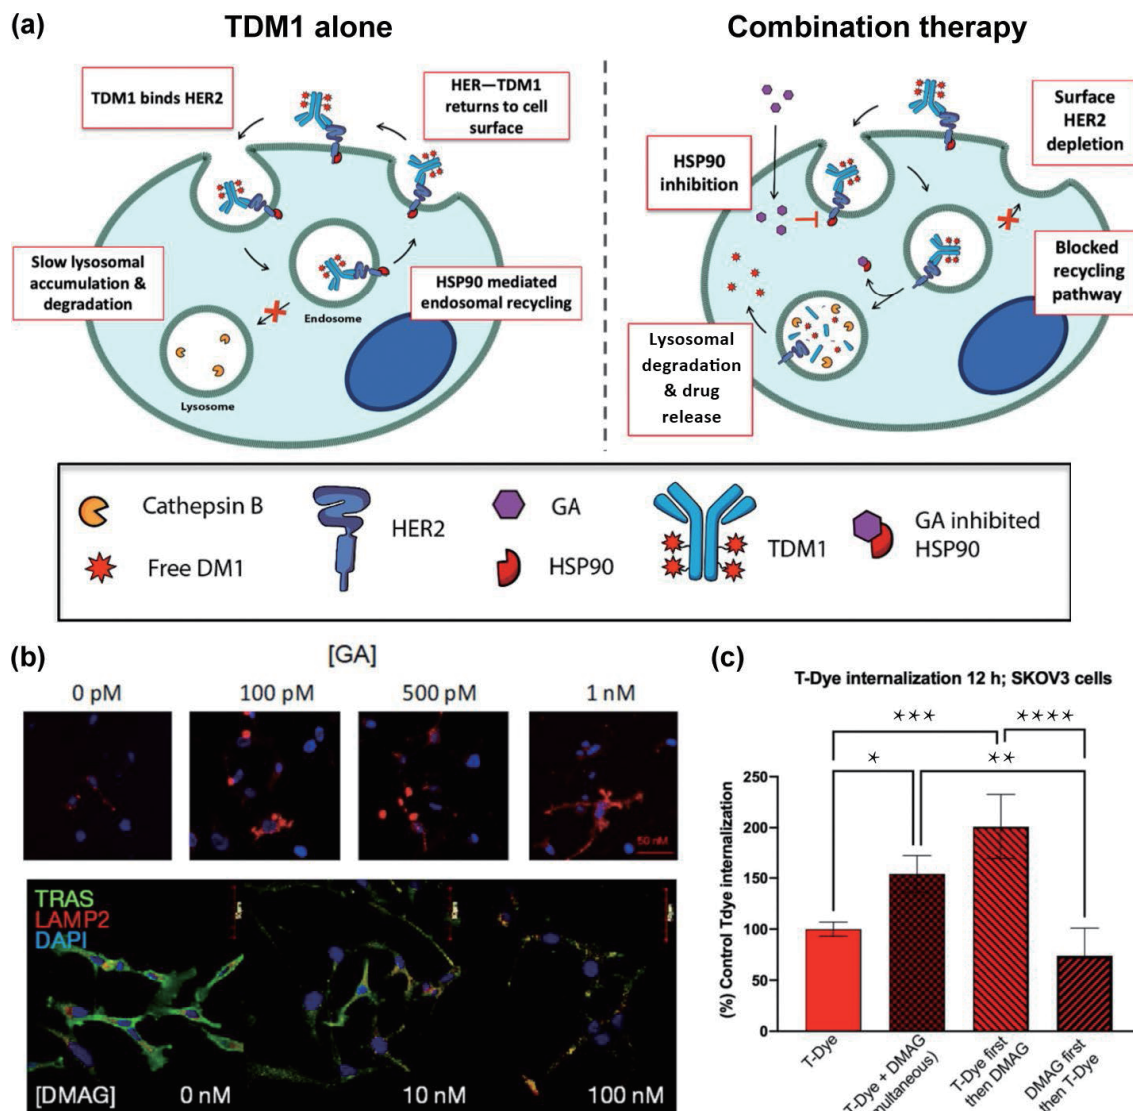 (a)
TDM1 alone
Combination therapy
TDM1 binds HER2
HER—TDM1
returns to cell
surface
Slow lysosomal
accumulation &
degradation
HSP90 mediated
endosomal recycling
Endosome
Lysosome
HSP90
inhibition
Surface
HER2
depletion
Blocked
recycling
pathway
Lysosomal
degradation
& drug
release
Cathepsin B
Free DM1
HER2
GA
HSP90
TDM1
GA inhibited
HSP90
(b)
[GA]
0 pM
100 pM
500 pM
1 nM
50 nM
TRAS
LAMP2
DAPI
[DMAG]
0 nM
10 nM
100 nM
(c)
T-Dye internalization 12 h; SKOV3 cells
(%) Control Tdye internalization
250
200
150
100
50
0
***
****
*
**
T-Dye
T-Dye + DMAG
multaneous)
T-Dye first
then DMAG
DMAG first
then T-Dye